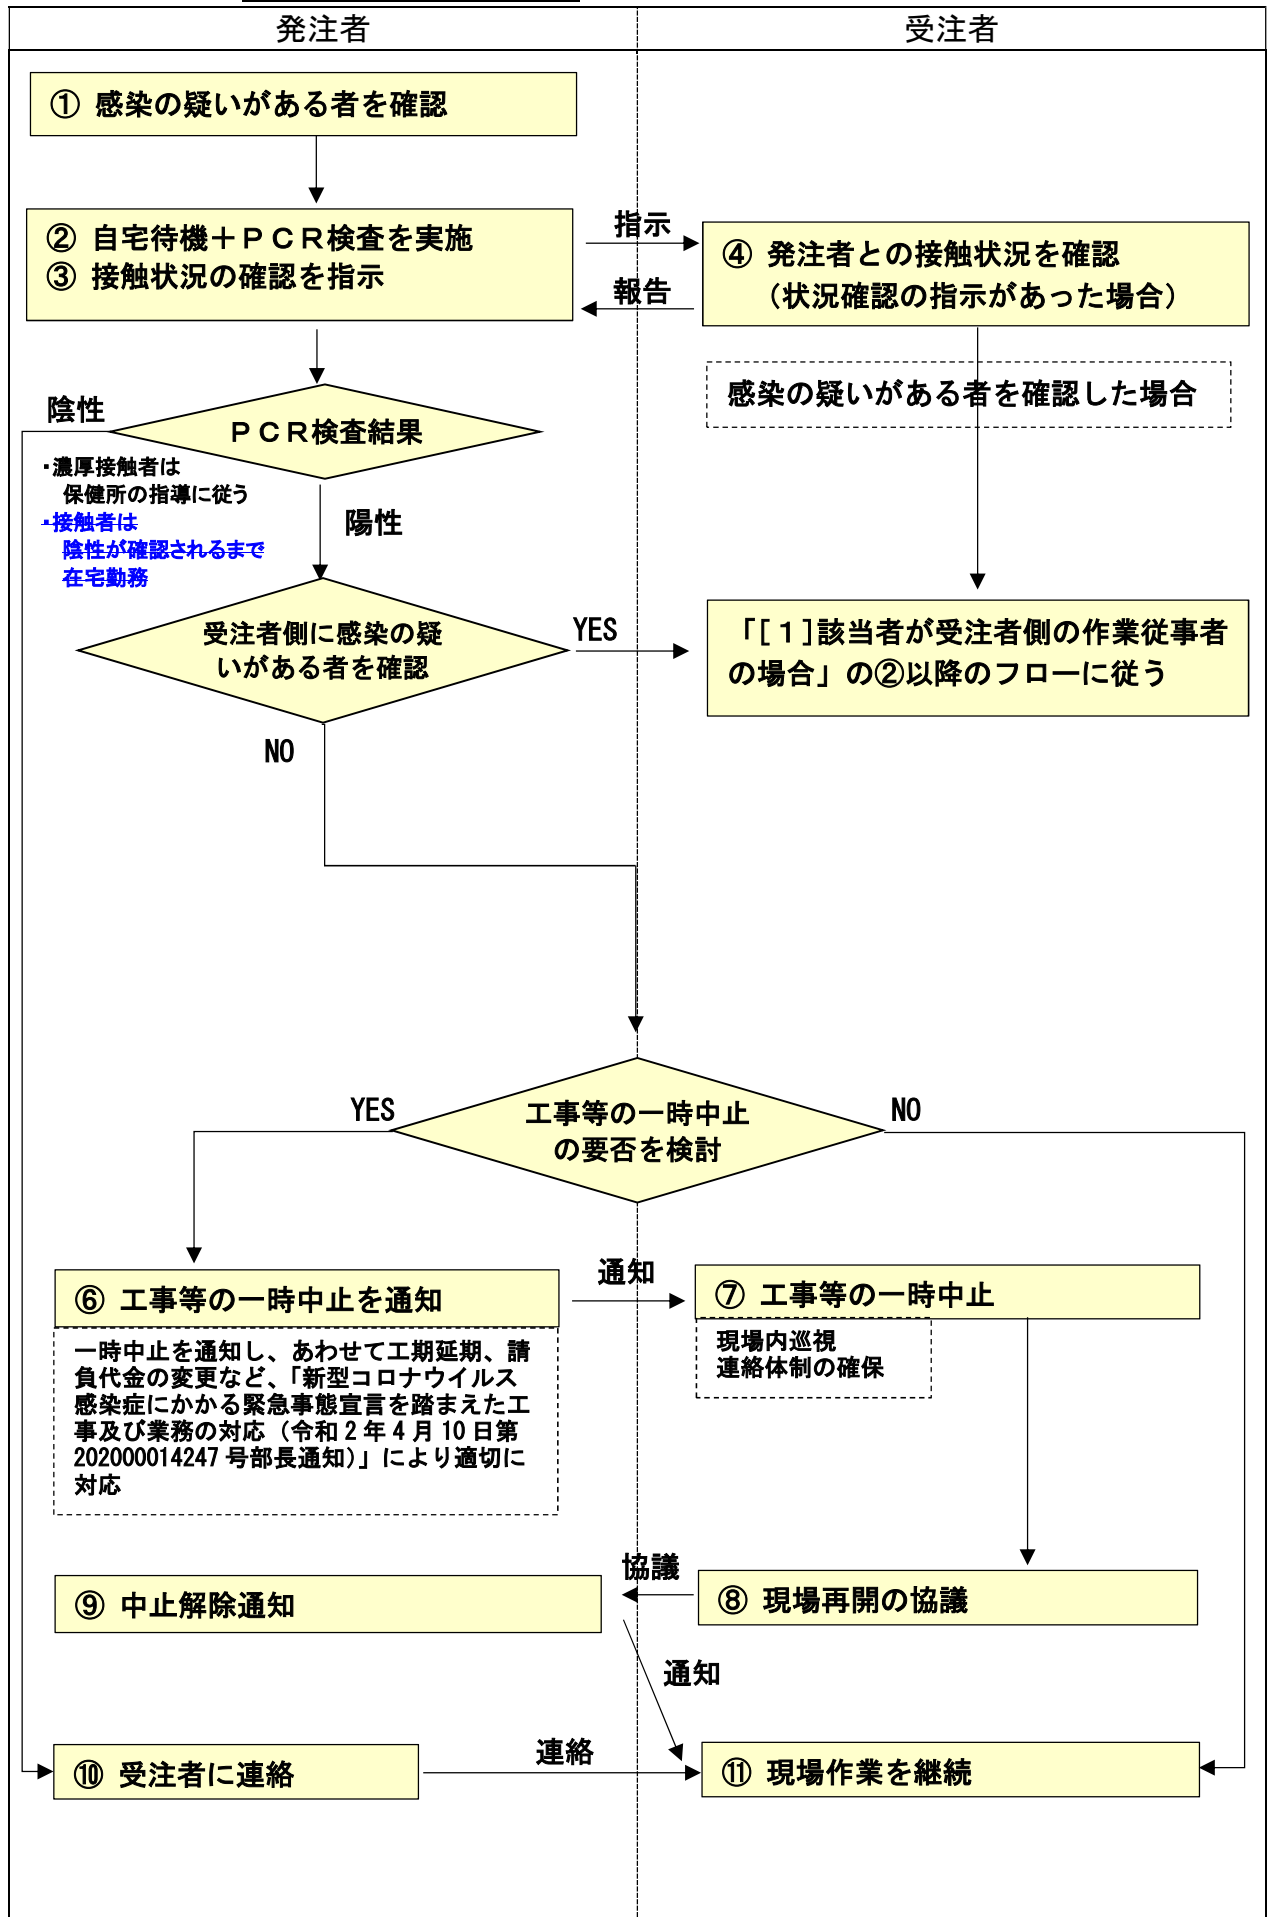 発注者
受注者
① 感染の疑いがある者を確認
② 自宅待機＋ＰＣＲ検査を実施
③ 接触状況の確認を指示
指示
報告
④ 発注者との接触状況を確認
（状況確認の指示があった場合）
感染の疑いがある者を確認した場合
陰性
ＰＣＲ検査結果
・濃厚接触者は
保健所の指導に従う
・接触者は
陰性が確認されるまで
在宅勤務
陽性
受注者側に感染の疑
いがある者を確認
YES
「[１]該当者が受注者側の作業従事者
の場合」の②以降のフローに従う
NO
YES
工事等の一時中止
の要否を検討
NO
⑥ 工事等の一時中止を通知
通知
⑦ 工事等の一時中止
一時中止を通知し、あわせて工期延期、請
負代金の変更など、「新型コロナウイルス
感染症にかかる緊急事態宣言を踏まえた工
事及び業務の対応（令和２年４月 10 日第
202000014247 号部長通知）」により適切に
対応
現場内巡視
連絡体制の確保
協議
⑨ 中止解除通知
⑧ 現場再開の協議
通知
⑩ 受注者に連絡
連絡
⑪ 現場作業を継続